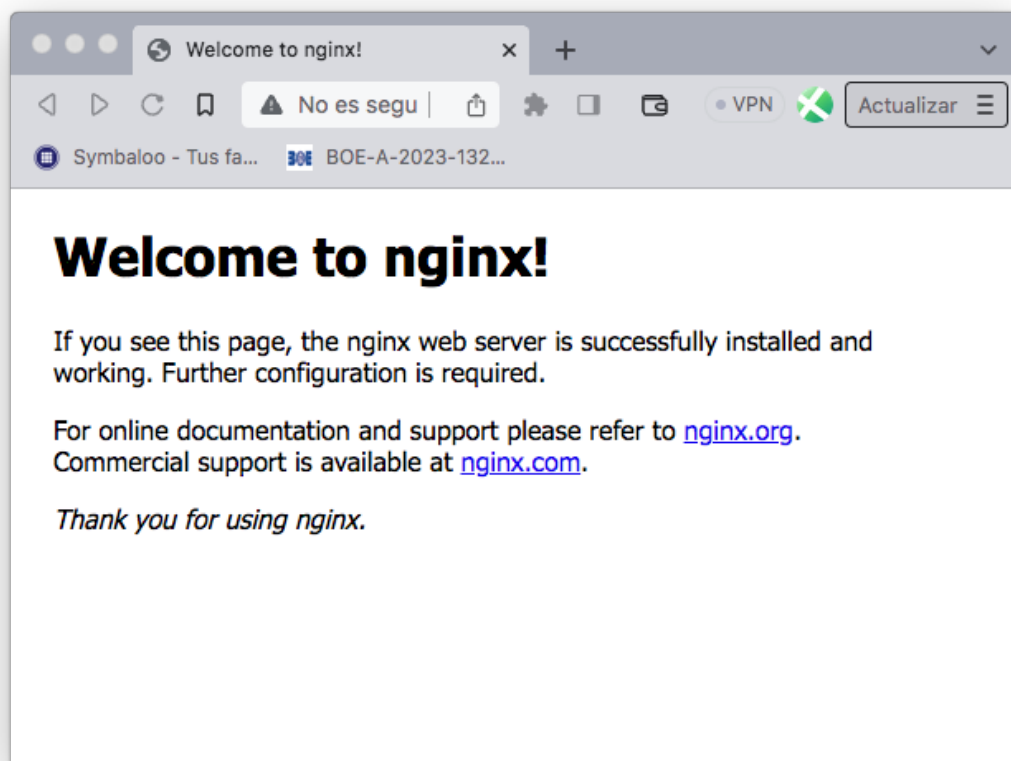 Welcome to nginx!
No es segu
VPN
Actualizar
Symbaloo - Tus fa...
BOE BOE-A-2023-132...
Welcome to nginx!
If you see this page, the nginx web server is successfully installed and
working. Further configuration is required.
For online documentation and support please refer to nginx.org.
Commercial support is available at nginx.com.
Thank you for using nginx.